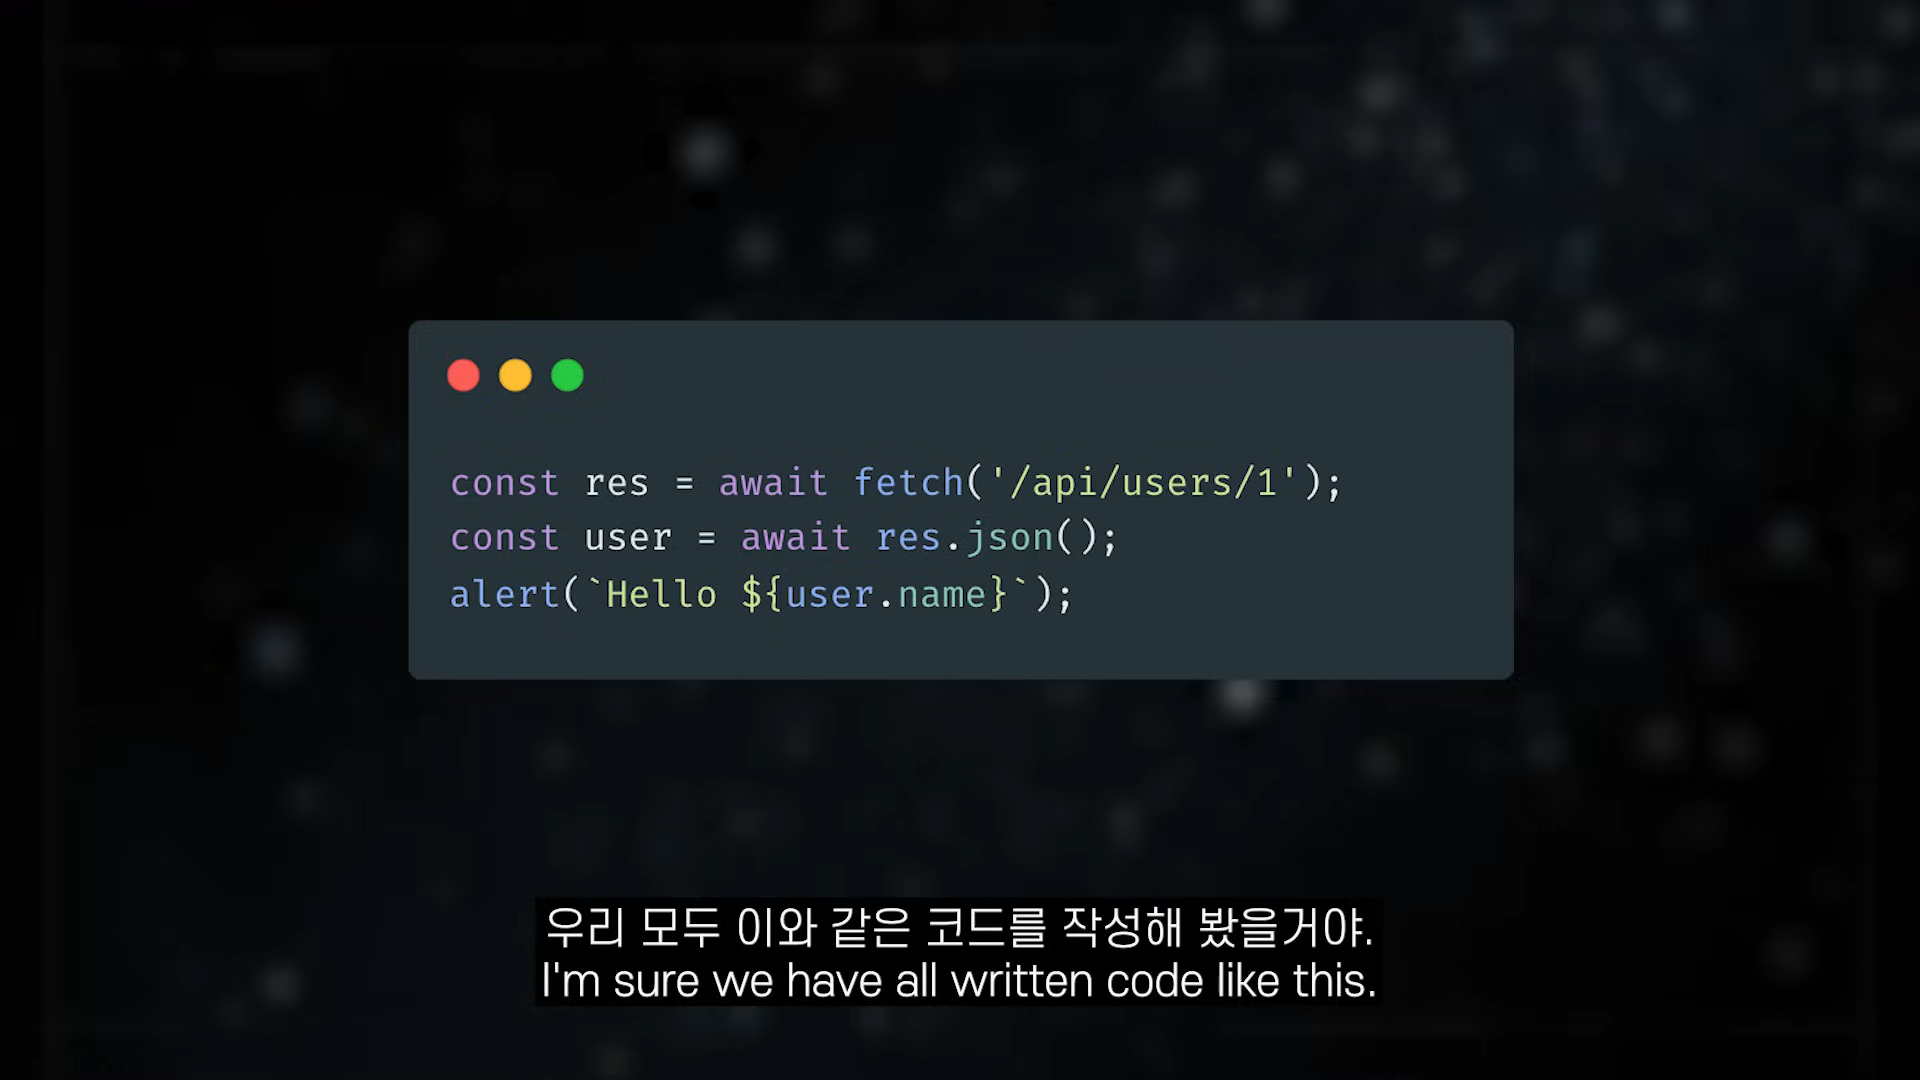 const res = await fetch('/api/users/1');
const user = await res.json();
alert(`Hello ${user.name}`);
우리 모두 이와 같은 코드를 작성해 봤을거야.
I'm sure we have all written code like this.